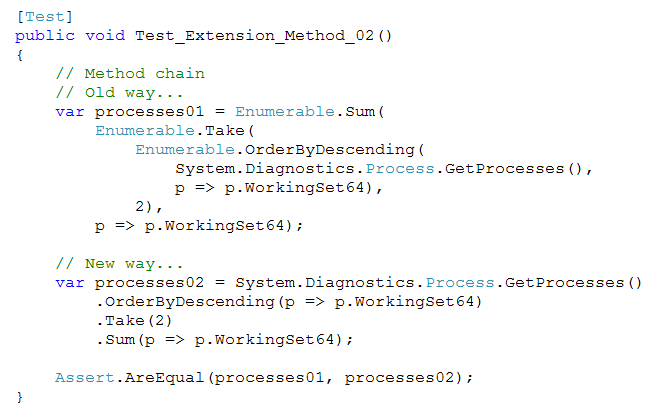 [Test]
public void Test_Extension_Method_02()
{
    // Method chain
    // Old way...
    var processes01 = Enumerable.Sum(
        Enumerable.Take(
            Enumerable.OrderByDescending(
                System.Diagnostics.Process.GetProcesses(),
                p => p.WorkingSet64),
            2),
        p => p.WorkingSet64);

    // New way...
    var processes02 = System.Diagnostics.Process.GetProcesses()
        .OrderByDescending(p => p.WorkingSet64)
        .Take(2)
        .Sum(p => p.WorkingSet64);

    Assert.AreEqual(processes01, processes02);
}